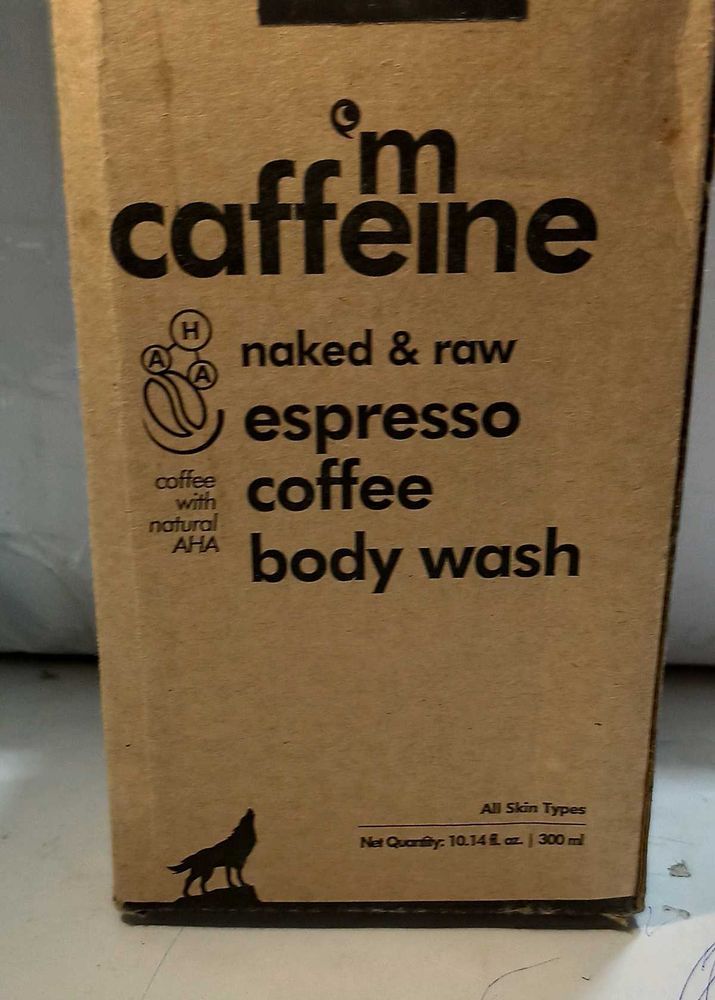 'm
caffeine
A H A
naked & raw
espresso
coffee
body wash
coffee
with
natural
AHA
All Skin Types
Net Quantity: 10.14 fl. oz. | 300 ml